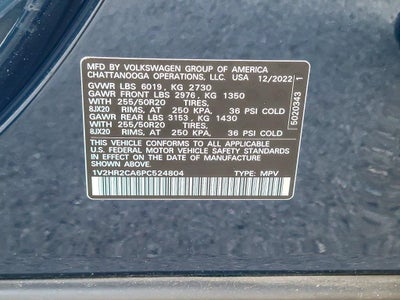 MFD BY VOLKSWAGEN GROUP OF AMERICA
CHATTANOOGA OPERATIONS, LLC. USA 12/2022
GVWR LBS 6019, KG 2730
GAWR FRONT LBS 2976, KG 1350
WITH 255/50R20 TIRES,
8JX20 RIMS, AT 250 KPA, 36 PSI COLD
GAWR REAR LBS 3153, KG 1430
WITH 255/50R20 TIRES,
8JX20 RIMS, AT 250 KPA, 36 PSI COLD
THIS VEHICLE CONFORMS TO ALL APPLICABLE
U.S. FEDERAL MOTOR VEHICLE SAFETY STANDARDS
IN EFFECT ON THE DATE OF MANUFACTURE
SHOWN ABOVE.
1V2HR2CA6PC524804 TYPE: MPV
5020343 1